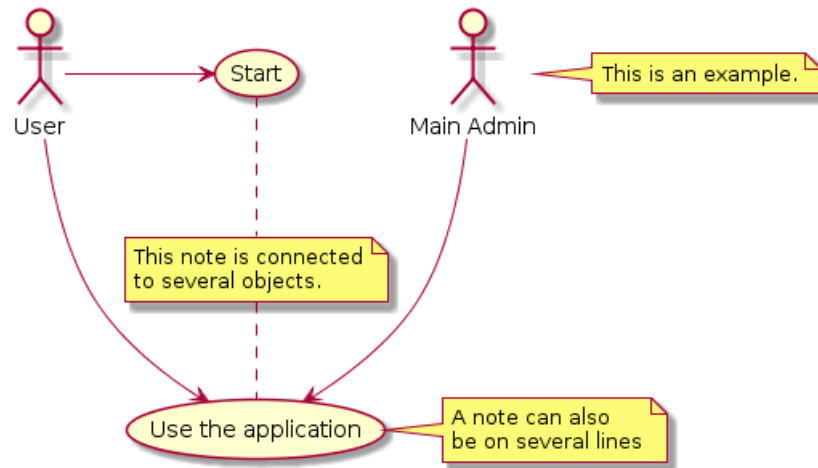 Start
This is an example.
User
Main Admin
This note is connected
to several objects.
Use the application
A note can also
be on several lines